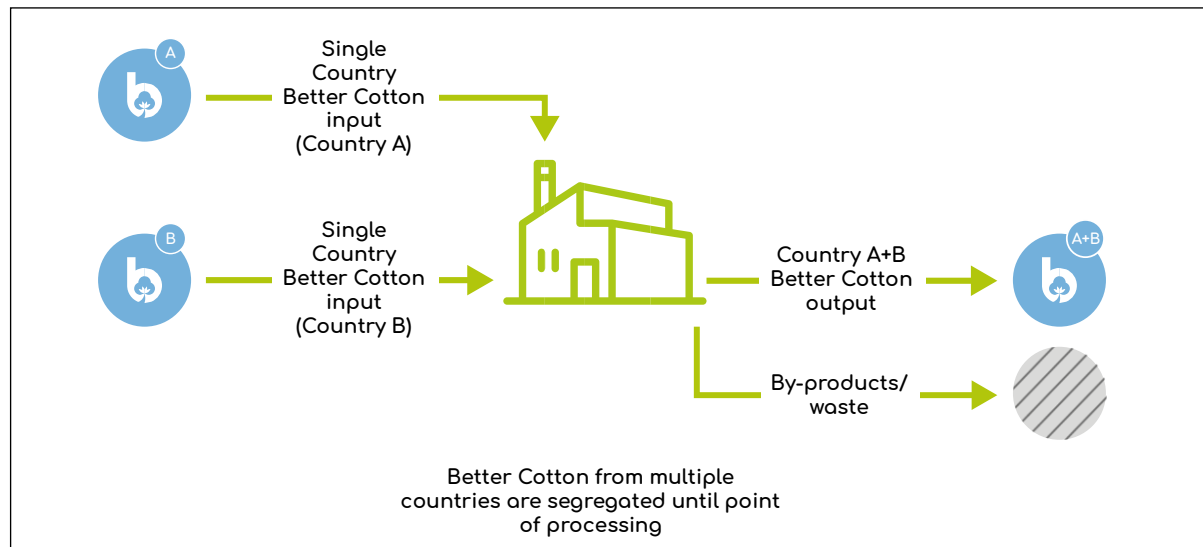 A
Single
Country
Better Cotton
input
(Country A)
B
Single
Country
Better Cotton
input
(Country B)
Country A+B
Better Cotton
output
A+B
By-products/
waste
Better Cotton from multiple
countries are segregated until point
of processing